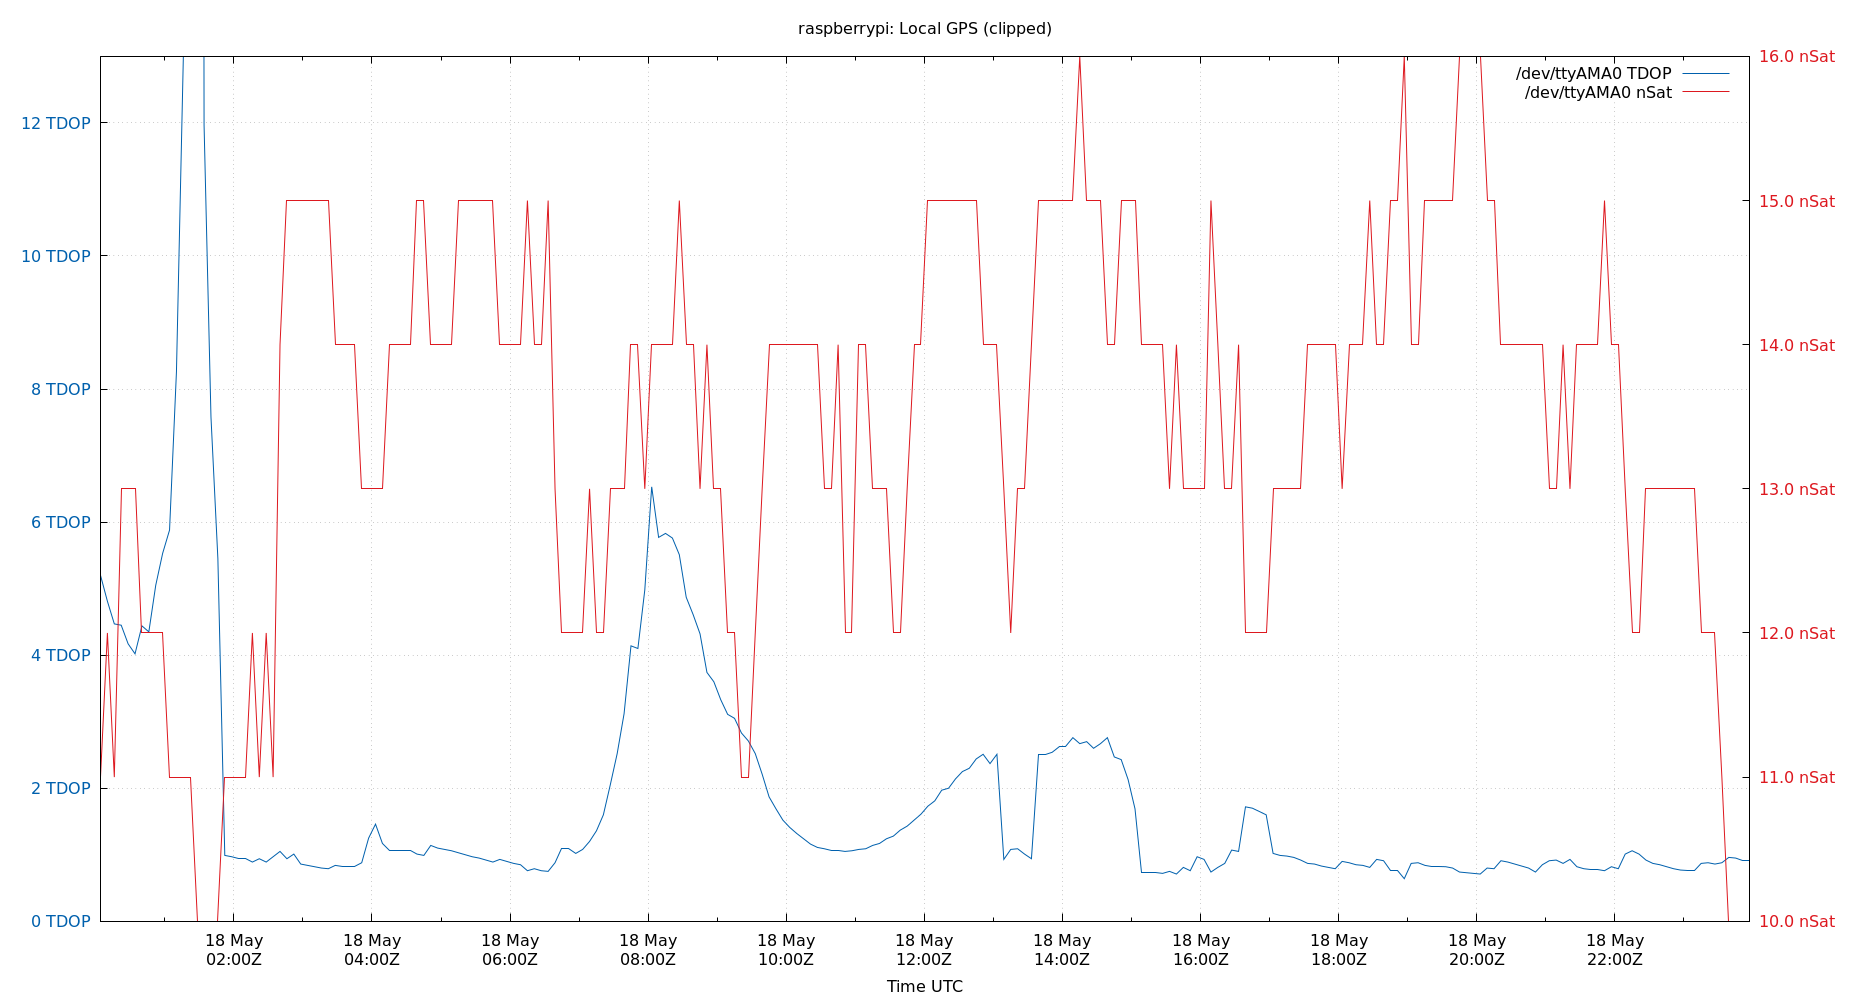 raspberrypi: Local GPS (clipped)
16.0 nSat
/dev/ttyAMA0 TDOP
/dev/ttyAMA0 nSat
12 TDOP
15.0 nSat
10 TDOP
14.0 nSat
8 TDOP
13.0 nSat
6 TDOP
12.0 nSat
4 TDOP
11.0 nSat
2 TDOP
0 TDOP
10.0 nSat
18 May 18 May 18 May 18 May 18 May 18 May 18 May 18 May 18 May 18 May 18 May
02:00Z 04:00Z 06:00Z 08:00Z 10:00Z 12:00Z 14:00Z 16:00Z 18:00Z 20:00Z 22:00Z
Time UTC